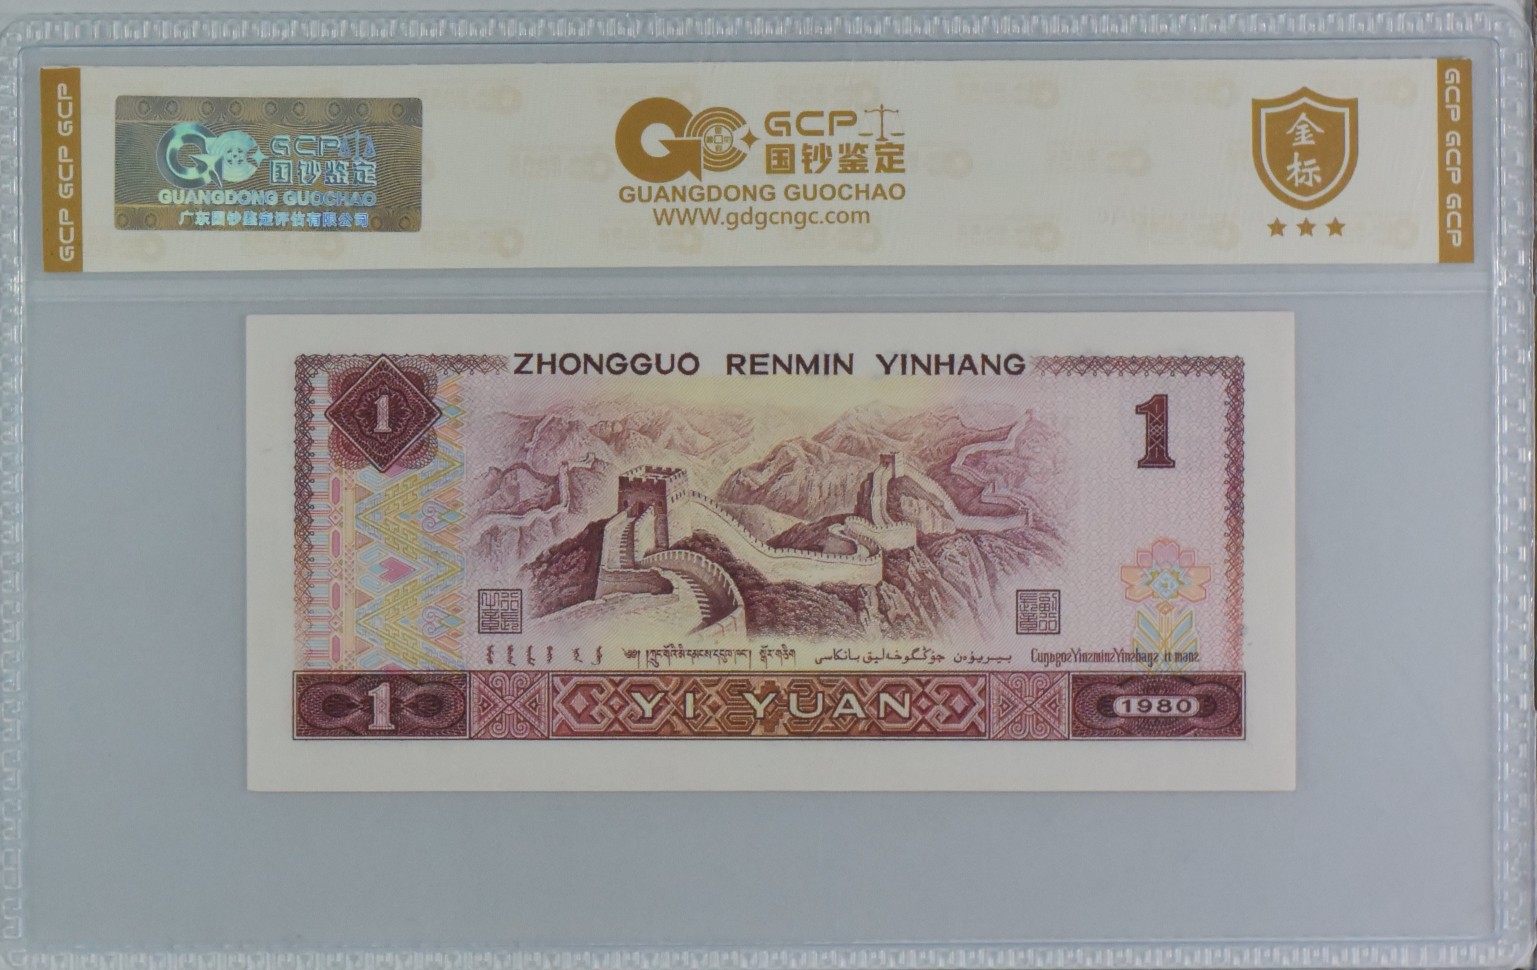 GCP GCP GCP
GCP
国钞鉴定
GUANGDONG GUOCHAO
广东国钞鉴定评估有限公司
GCP
国钞鉴定
GUANGDONG GUOCHAO
WWW.gdgcngc.com
金
标
GCP GCP GCP
ZHONGGUO RENMIN YINHANG
1
1
YI YUAN
1
1980